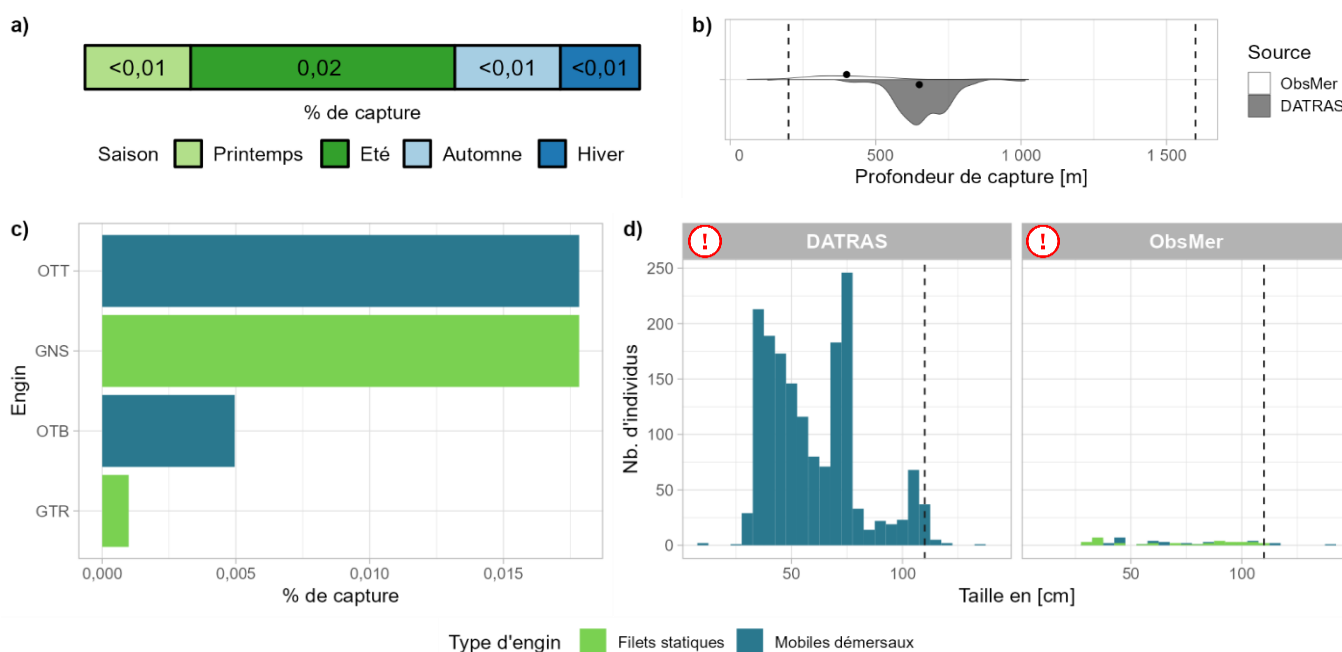 a)
<0,01 0,02 <0,01 <0,01
% de capture
Saison Printemps Eté Automne Hiver
b)
0 500 1 000 1 500
Profondeur de capture [m]
Source
ObsMer
DATRAS
c)
Engin
OTT
GNS
OTB
GTR
0,000 0,005 0,010 0,015
% de capture
d)
! DATRAS ! ObsMer
Nb. d'individus
250
200
150
100
50
0
50 100 50 100
Taille en [cm]
Type d'engin Filets statiques Mobiles démersaux